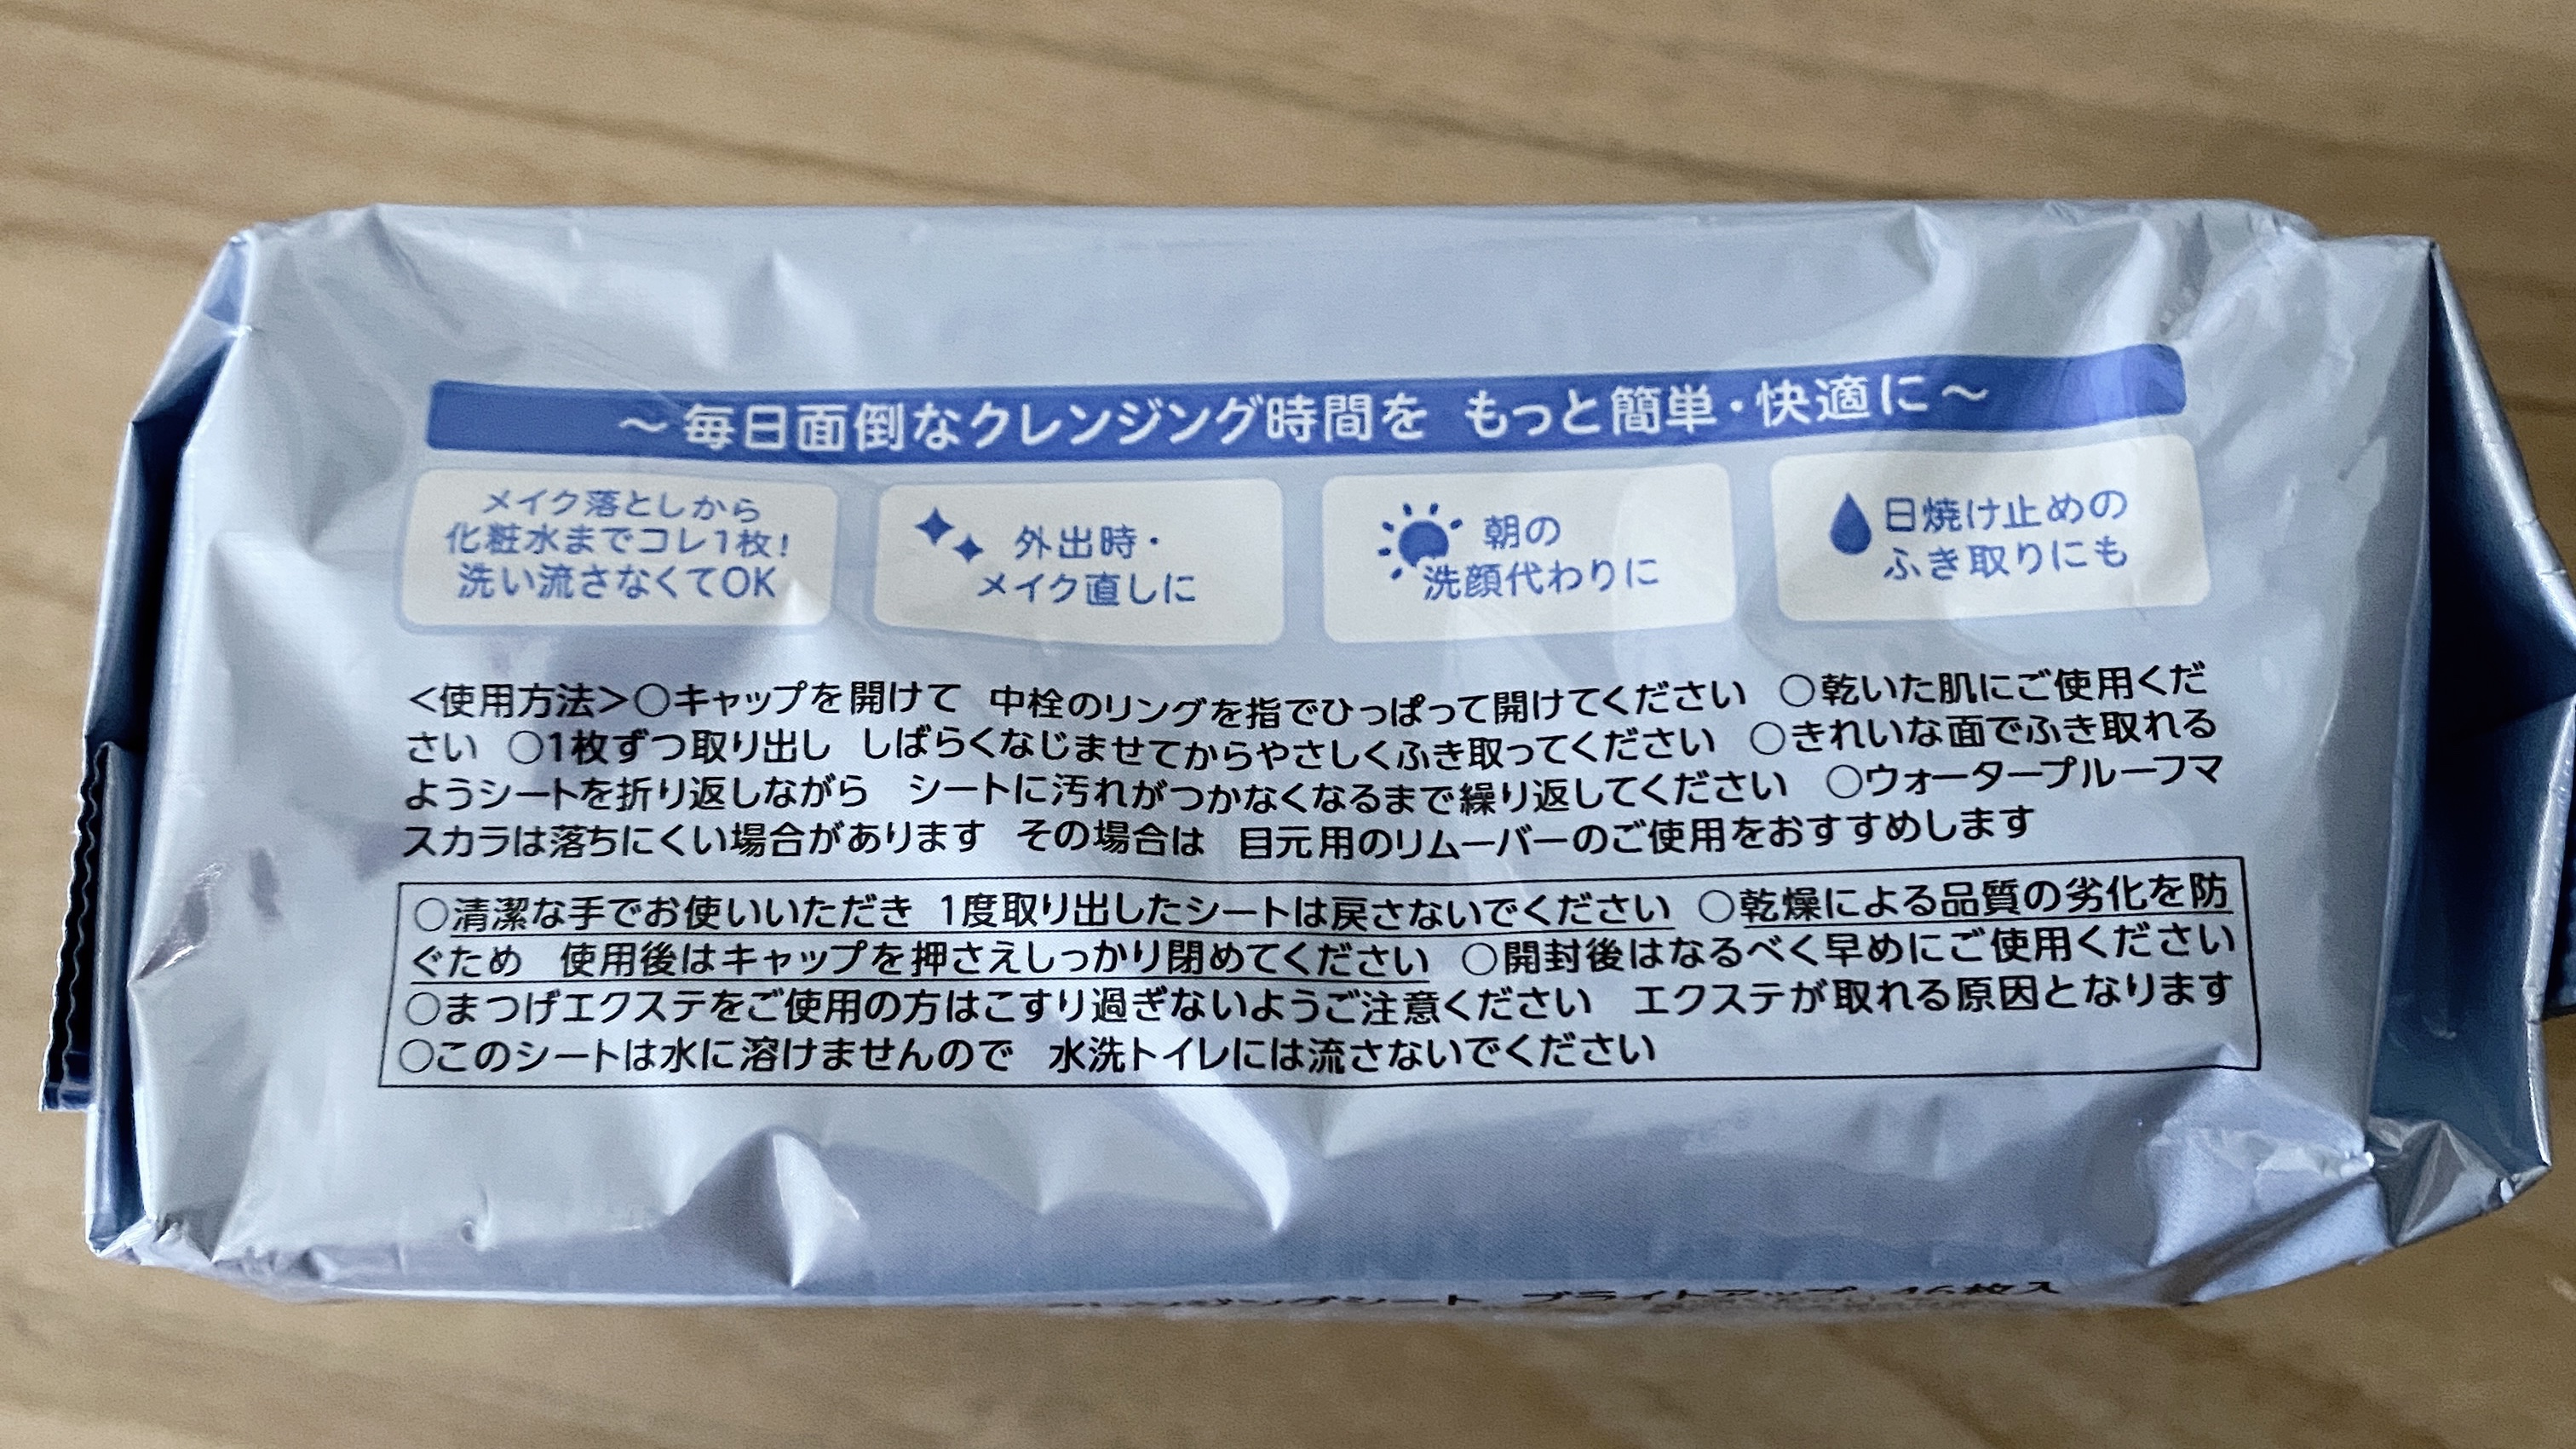 ～毎日面倒なクレンジング時間を もっと簡単・快適に～
メイク落としから
化粧水までコレ1枚!
洗い流さなくてOK
外出時・
メイク直しに
朝の
洗顔代わりに
日焼け止めの
ふき取りにも
＜使用方法＞○キャップを開けて 中栓のリングを指でひっぱって開けてください ○乾いた肌にご使用くだ
さい ○1枚ずつ取り出し しばらくなじませてからやさしくふき取ってください ○きれいな面でふき取れる
ようシートを折り返しながら シートに汚れがつかなくなるまで繰り返してください ○ウォータープルーフマ
スカラは落ちにくい場合があります その場合は 目元用のリムーバーのご使用をおすすめします
○清潔な手でお使いいただき 1度取り出したシートは戻さないでください ○乾燥による品質の劣化を防
ぐため 使用後はキャップを押さえしっかり閉めてください ○開封後はなるべく早めにご使用ください
○まつげエクステをご使用の方はこすり過ぎないようご注意ください エクステが取れる原因となります
○このシートは水に溶けませんので 水洗トイレには流さないでください
クレンジングシート ブライトアップ 46枚入